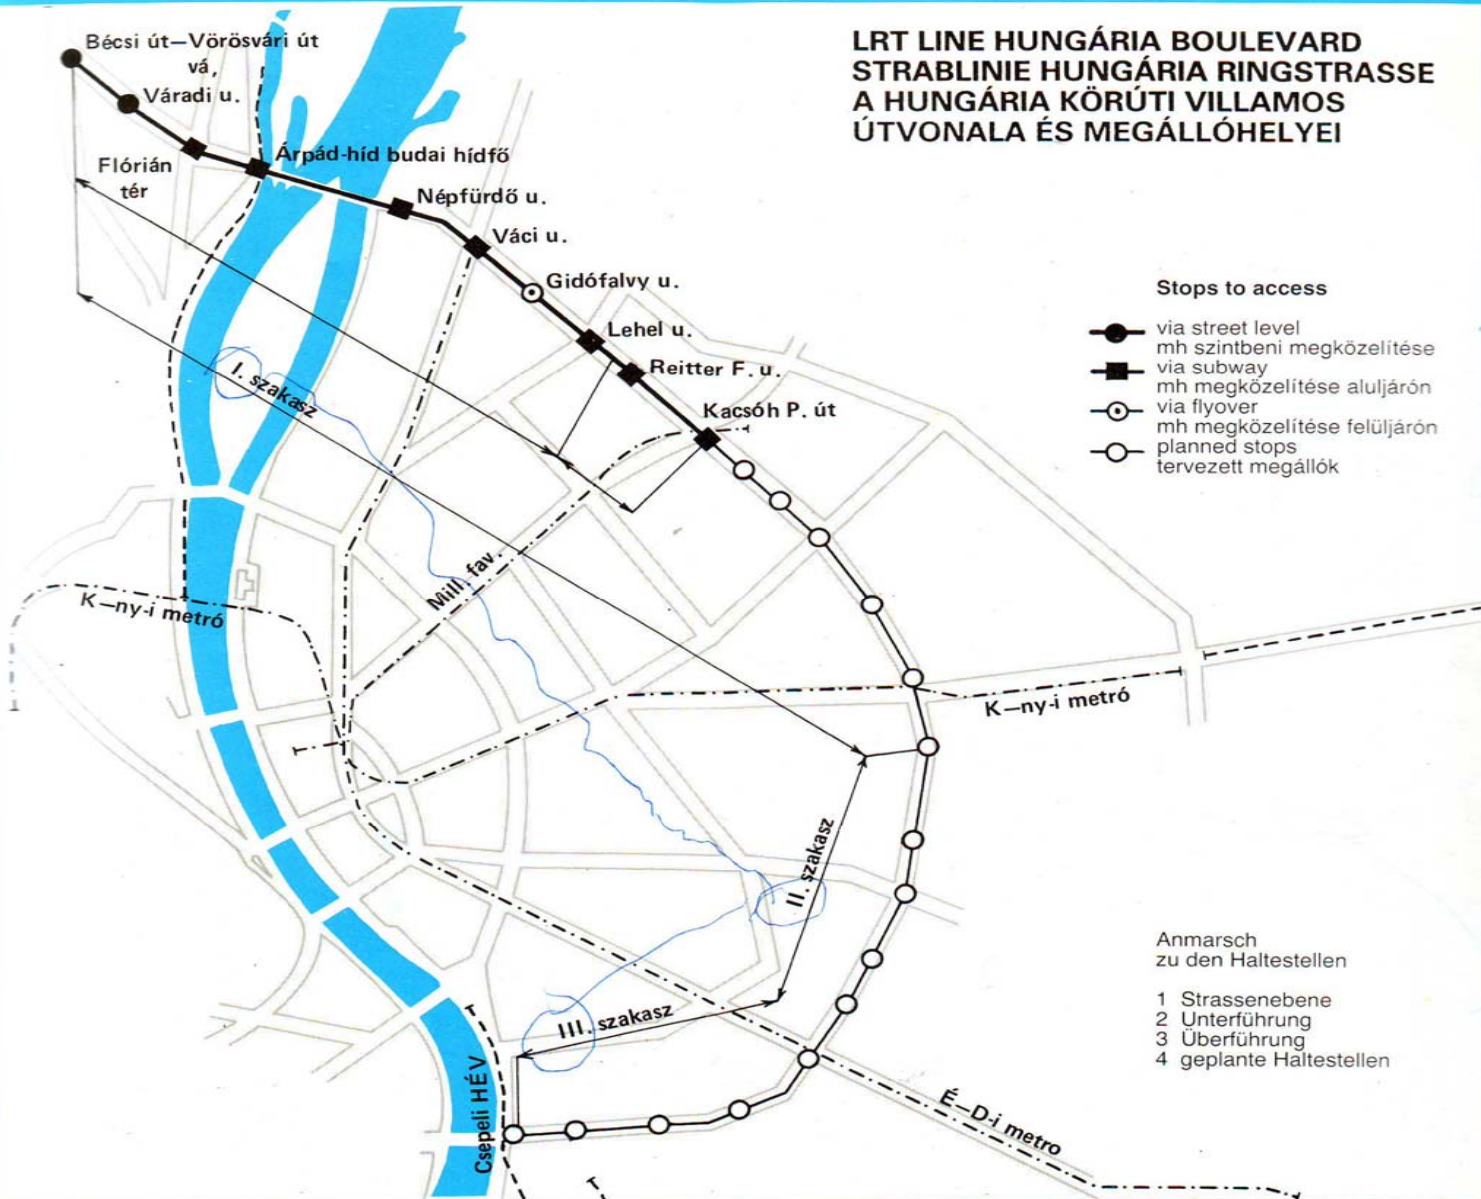 LRT LINE HUNGÁRIA BOULEVARD
STRABLINIE HUNGÁRIA RINGSTRASSE
A HUNGÁRIA KÖRÚTI VILLAMOS
ÚTVONALA ÉS MEGÁLLÓHELYEI
Bécsi út—Vörösvári út
vá,
Váradi u.
Flórián
tér
Árpád-híd budai hídfő
Népfürdő u.
Váci u.
Gidófalvy u.
Lehel u.
Reitter F. u.
Kacsóh P. út
Stops to access
via street level
mh szintbeni megközelítése
via subway
mh megközelítése aluljárón
via flyover
mh megközelítése felüljárón
planned stops
tervezett megállók
I. szakasz
Mill. fav.
K—ny-i metró
K—ny-i metró
II. szakasz
III. szakasz
Csepeli HÉV
É—D-i metro
Anmarsch
zu den Haltestellen
1 Strassenebene
2 Unterführung
3 Überführung
4 geplante Haltestellen